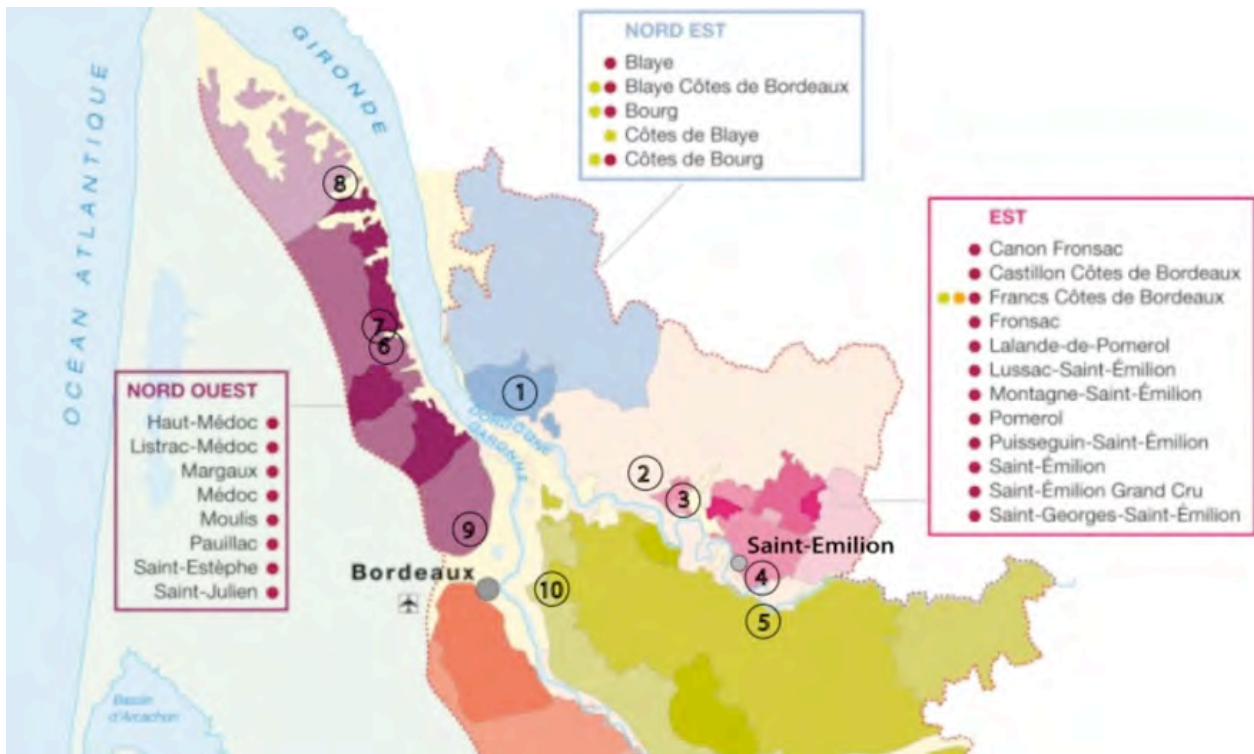 OCÉAN ATLANTIQUE
GIRONDE
NORD EST
Blaye
Blaye Côtes de Bordeaux
Bourg
Côtes de Blaye
Côtes de Bourg
EST
Canon Fronsac
Castillon Côtes de Bordeaux
Francs Côtes de Bordeaux
Fronsac
Lalande-de-Pomerol
Lussac-Saint-Émilion
Montagne-Saint-Émilion
Pomerol
Puisseguin-Saint-Émilion
Saint-Émilion
Saint-Émilion Grand Cru
Saint-Georges-Saint-Émilion
NORD OUEST
Haut-Médoc
Listrac-Médoc
Margaux
Médoc
Moulis
Pauillac
Saint-Estèphe
Saint-Julien
8
7
6
1
DORDOGNE
GARONNE
2
3
9
Saint-Emilion
4
Bordeaux
10
5
Bassin
d'Arcachon